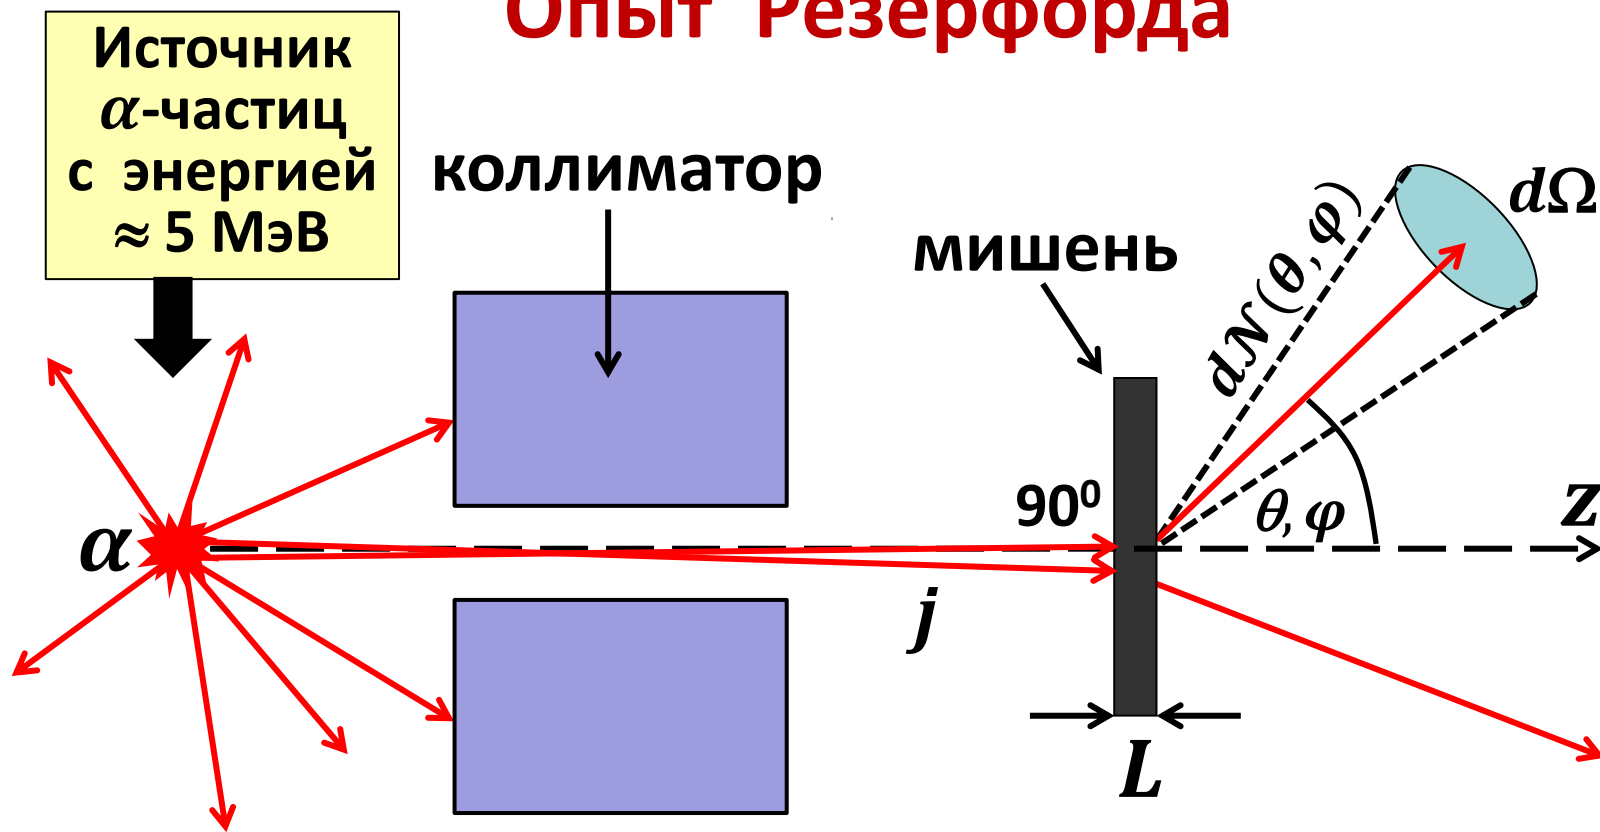 Опыт Резерфорда
Источник
α-частиц
с энергией
≈ 5 МэВ
коллиматор
мишень
dΩ
d𝒩(θ, φ)
90⁰
θ, φ
z
α
j
L